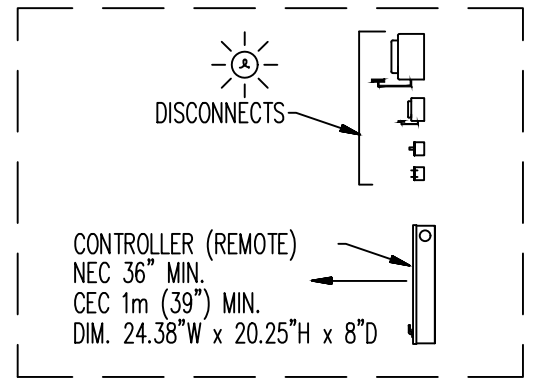 DISCONNECTS
CONTROLLER (REMOTE)
NEC 36" MIN.
CEC 1m (39") MIN.
DIM. 24.38"W x 20.25"H x 8"D